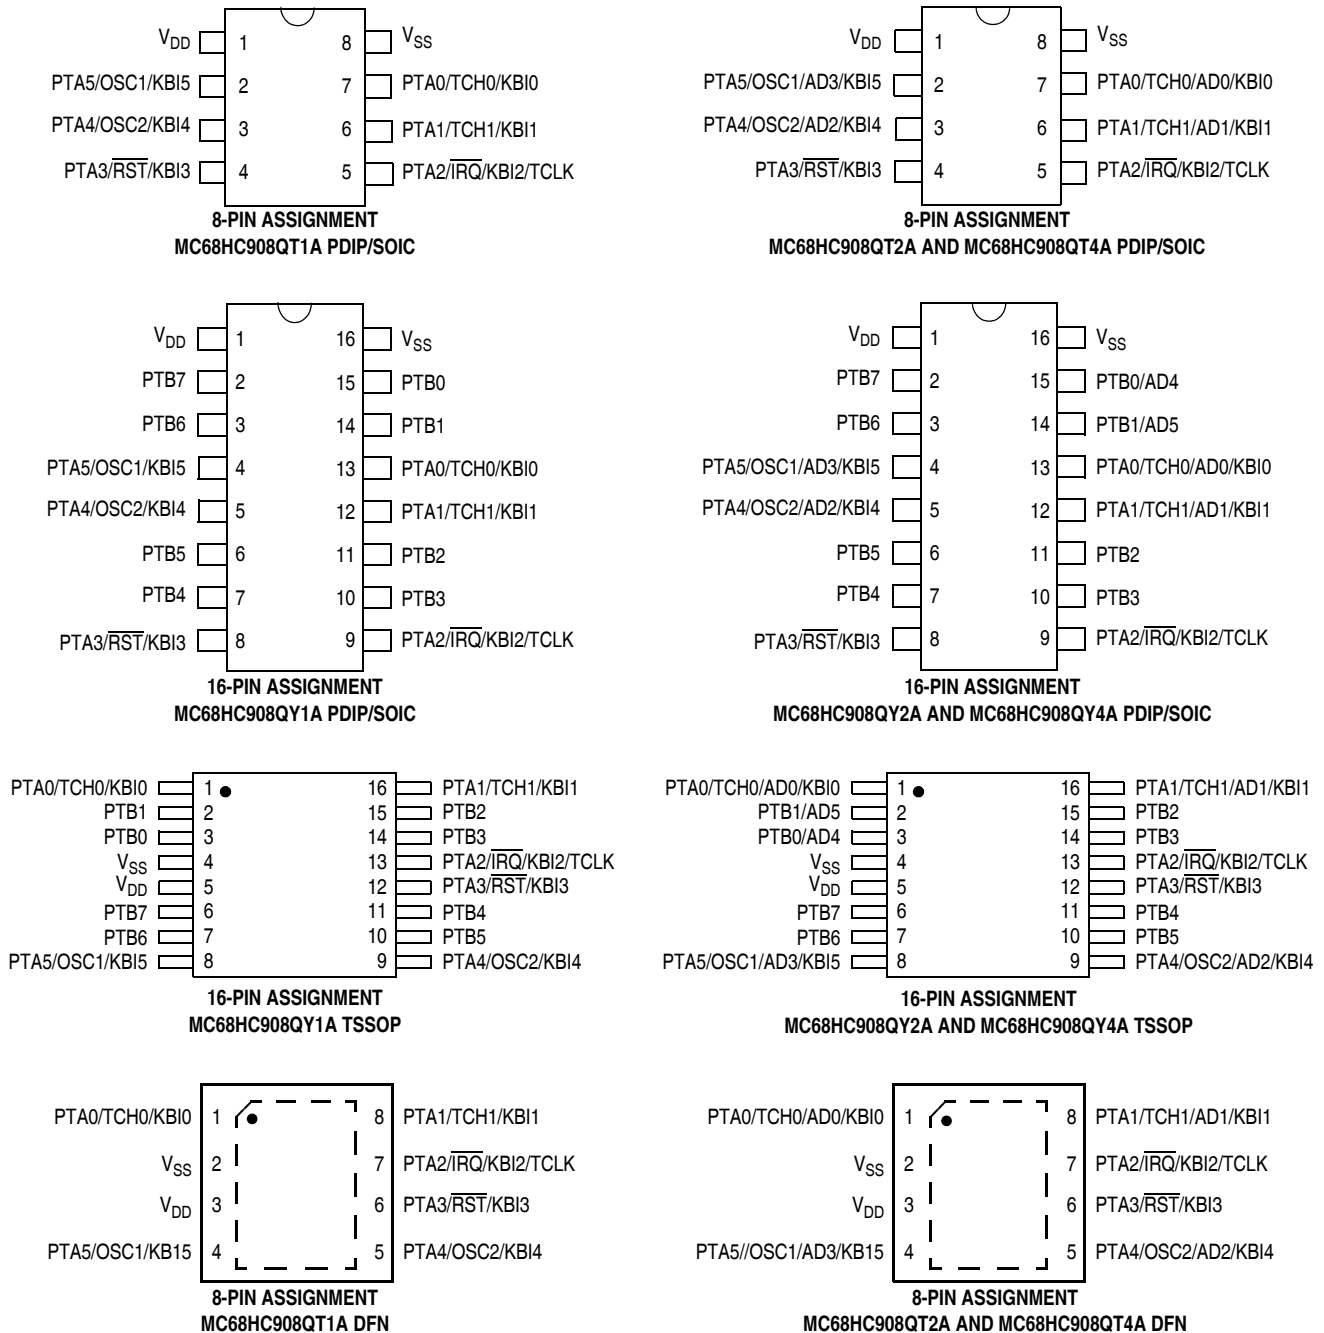 VDD 1 8 VSS
PTA5/OSC1/KBI5 2 7 PTA0/TCH0/KBI0
PTA4/OSC2/KBI4 3 6 PTA1/TCH1/KBI1
PTA3/RST/KBI3 4 5 PTA2/IRQ/KBI2/TCLK
8-PIN ASSIGNMENT
MC68HC908QT1A PDIP/SOIC
VDD 1 8 VSS
PTA5/OSC1/AD3/KBI5 2 7 PTA0/TCH0/AD0/KBI0
PTA4/OSC2/AD2/KBI4 3 6 PTA1/TCH1/AD1/KBI1
PTA3/RST/KBI3 4 5 PTA2/IRQ/KBI2/TCLK
8-PIN ASSIGNMENT
MC68HC908QT2A AND MC68HC908QT4A PDIP/SOIC
VDD 1 16 VSS
PTB7 2 15 PTB0
PTB6 3 14 PTB1
PTA5/OSC1/KBI5 4 13 PTA0/TCH0/KBI0
PTA4/OSC2/KBI4 5 12 PTA1/TCH1/KBI1
PTB5 6 11 PTB2
PTB4 7 10 PTB3
PTA3/RST/KBI3 8 9 PTA2/IRQ/KBI2/TCLK
16-PIN ASSIGNMENT
MC68HC908QY1A PDIP/SOIC
VDD 1 16 VSS
PTB7 2 15 PTB0/AD4
PTB6 3 14 PTB1/AD5
PTA5/OSC1/AD3/KBI5 4 13 PTA0/TCH0/AD0/KBI0
PTA4/OSC2/AD2/KBI4 5 12 PTA1/TCH1/AD1/KBI1
PTB5 6 11 PTB2
PTB4 7 10 PTB3
PTA3/RST/KBI3 8 9 PTA2/IRQ/KBI2/TCLK
16-PIN ASSIGNMENT
MC68HC908QY2A AND MC68HC908QY4A PDIP/SOIC
PTA0/TCH0/KBI0 1 16 PTA1/TCH1/KBI1
PTB1 2 15 PTB2
PTB0 3 14 PTB3
VSS 4 13 PTA2/IRQ/KBI2/TCLK
VDD 5 12 PTA3/RST/KBI3
PTB7 6 11 PTB4
PTB6 7 10 PTB5
PTA5/OSC1/KBI5 8 9 PTA4/OSC2/KBI4
16-PIN ASSIGNMENT
MC68HC908QY1A TSSOP
PTA0/TCH0/AD0/KBI0 1 16 PTA1/TCH1/AD1/KBI1
PTB1/AD5 2 15 PTB2
PTB0/AD4 3 14 PTB3
VSS 4 13 PTA2/IRQ/KBI2/TCLK
VDD 5 12 PTA3/RST/KBI3
PTB7 6 11 PTB4
PTB6 7 10 PTB5
PTA5/OSC1/AD3/KBI5 8 9 PTA4/OSC2/AD2/KBI4
16-PIN ASSIGNMENT
MC68HC908QY2A AND MC68HC908QY4A TSSOP
PTA0/TCH0/KBI0 1 8 PTA1/TCH1/KBI1
VSS 2 7 PTA2/IRQ/KBI2/TCLK
VDD 3 6 PTA3/RST/KBI3
PTA5/OSC1/KB15 4 5 PTA4/OSC2/KBI4
8-PIN ASSIGNMENT
MC68HC908QT1A DFN
PTA0/TCH0/AD0/KBI0 1 8 PTA1/TCH1/AD1/KBI1
VSS 2 7 PTA2/IRQ/KBI2/TCLK
VDD 3 6 PTA3/RST/KBI3
PTA5//OSC1/AD3/KB15 4 5 PTA4/OSC2/AD2/KBI4
8-PIN ASSIGNMENT
MC68HC908QT2A AND MC68HC908QT4A DFN